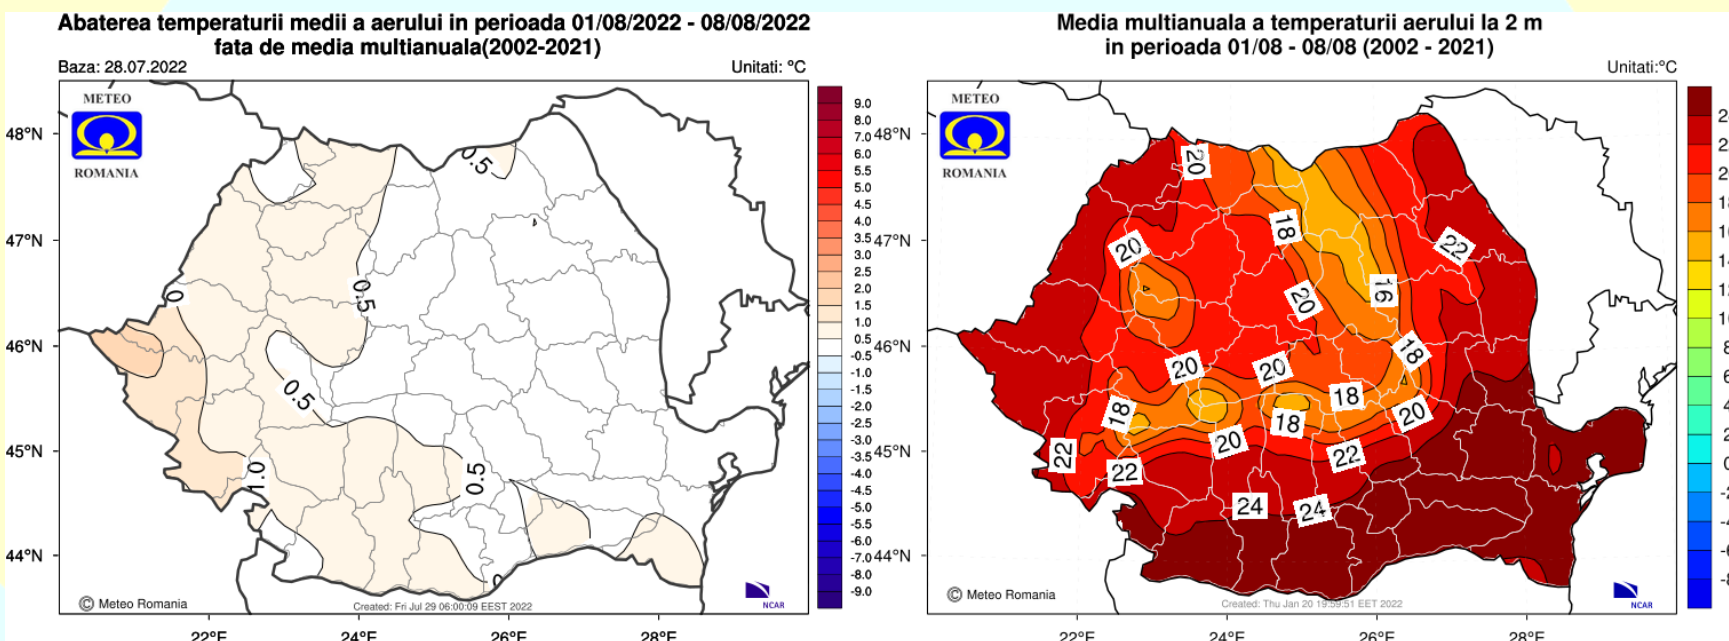 Abaterea temperaturii medii a aerului in perioada 01/08/2022 - 08/08/2022
fata de media multianuala(2002-2021)
Baza: 28.07.2022
Unitati: °C
METEO
ROMANIA
48°N
47°N
46°N
45°N
44°N
22°E
24°E
26°E
28°E
0.5
0
0.5
0.5
1.0
0.5
0
9.0
8.0
7.0
6.0
5.5
5.0
4.5
4.0
3.5
3.0
2.5
2.0
1.5
1.0
0.5
-0.5
-1.0
-1.5
-2.0
-2.5
-3.0
-3.5
-4.0
-4.5
-5.0
-5.5
-6.0
-7.0
-8.0
-9.0
© Meteo Romania
Created: Fri Jul 29 06:00:09 EEST 2022
NCAR
Media multianuala a temperaturii aerului la 2 m
in perioada 01/08 - 08/08 (2002 - 2021)
Unitati:°C
METEO
ROMANIA
48°N
47°N
46°N
45°N
44°N
22°E
24°E
26°E
28°E
20
18
20
22
16
20
18
20
20
18
18
18
20
20
22
22
22
24
24
8
6
4
2
0
© Meteo Romania
Created: Thu Jan 20 19:59:51 EET 2022
NCAR